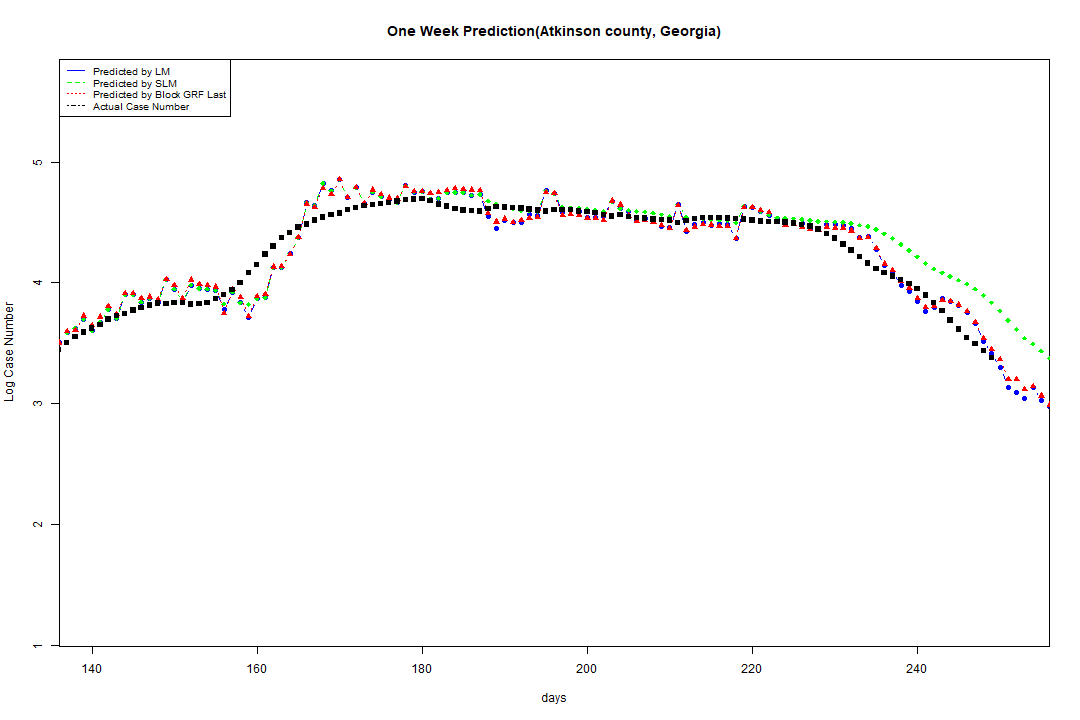 One Week Prediction(Atkinson county, Georgia)
Predicted by LM
Predicted by SLM
Predicted by Block GRF Last
Actual Case Number
5
4
3
2
1
Log Case Number
140 160 180 200 220 240
days